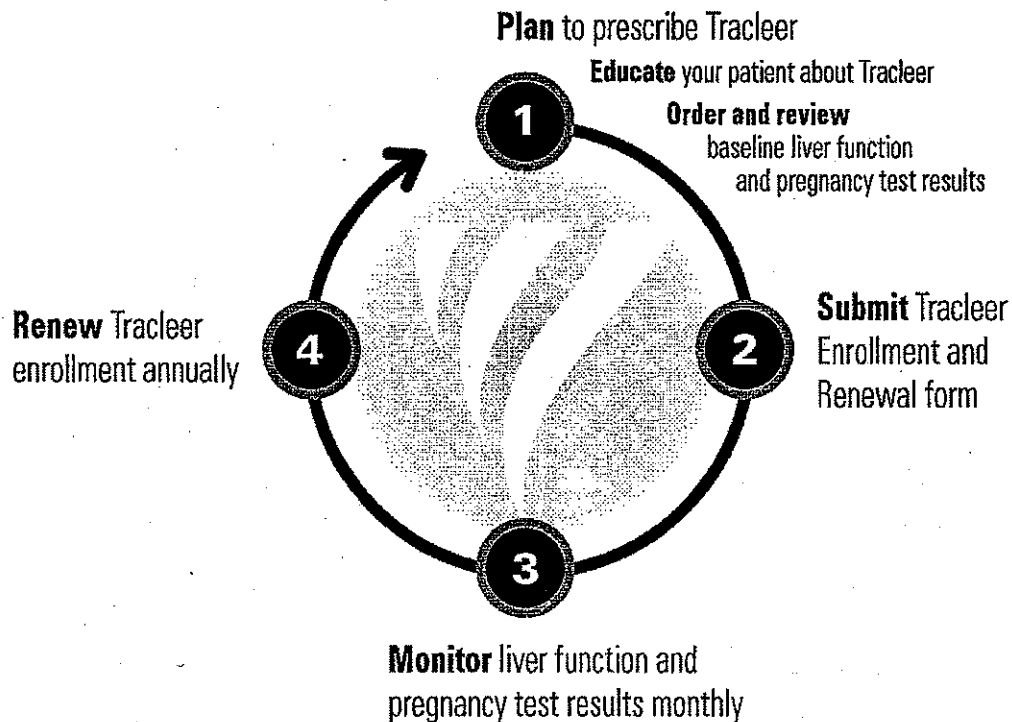 Plan to prescribe Tracleer
Educate your patient about Tracleer
Order and review
baseline liver function
and pregnancy test results
1
2
Submit Tracleer
Enrollment and
Renewal form
3
Monitor liver function and
pregnancy test results monthly
4
Renew Tracleer
enrollment annually